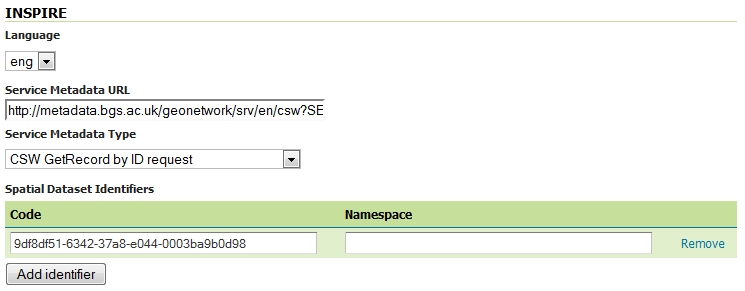 INSPIRE
Language
eng
Service Metadata URL
http://metadata.bgs.ac.uk/geonetwork/srv/en/csw?SE
Service Metadata Type
CSW GetRecord by ID request
Spatial Dataset Identifiers
Code Namespace
9df8df51-6342-37a8-e044-0003ba9b0d98 Remove
Add identifier